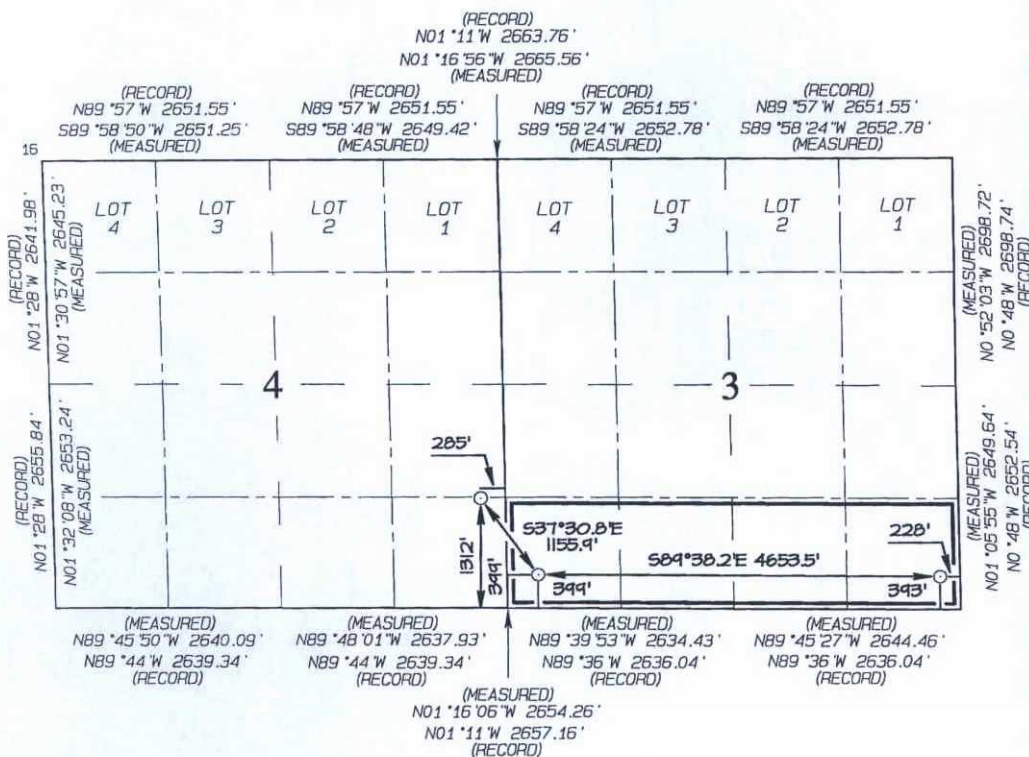 (RECORD)
N01°11'W 2663.76'
N01°16'56"W 2665.56'
(MEASURED)
(RECORD)
N89°57'W 2651.55'
S89°58'50"W 2651.25'
(MEASURED)
(RECORD)
N89°57'W 2651.55'
S89°58'48"W 2649.42'
(MEASURED)
(RECORD)
N89°57'W 2651.55'
S89°58'24"W 2652.78'
(MEASURED)
(RECORD)
N89°57'W 2651.55'
S89°58'24"W 2652.78'
(MEASURED)
16
LOT
4
LOT
3
LOT
2
LOT
1
LOT
4
LOT
3
LOT
2
LOT
1
(RECORD)
N01°28'W 2641.98'
N01°30'57"W 2645.23'
(MEASURED)
(MEASURED)
N0°52'03"W 2698.72'
N0°48'W 2698.74'
(RECORD)
4
3
(RECORD)
N01°28'W 2655.84'
N01°32'08"W 2653.24'
(MEASURED)
(MEASURED)
N01°05'55"W 2649.64'
N0°48'W 2652.54'
(RECORD)
285'
S37°30.8'E
1155.9'
1312'
399'
S89°38.2'E 4653.5'
228'
399'
393'
(MEASURED)
N89°45'50"W 2640.09'
N89°44'W 2639.34'
(RECORD)
(MEASURED)
N89°48'01"W 2637.93'
N89°44'W 2639.34'
(RECORD)
(MEASURED)
N89°39'53"W 2634.43'
N89°36'W 2636.04'
(RECORD)
(MEASURED)
N89°45'27"W 2644.46'
N89°36'W 2636.04'
(RECORD)
(MEASURED)
N01°16'06"W 2654.26'
N01°11'W 2657.16'
(RECORD)